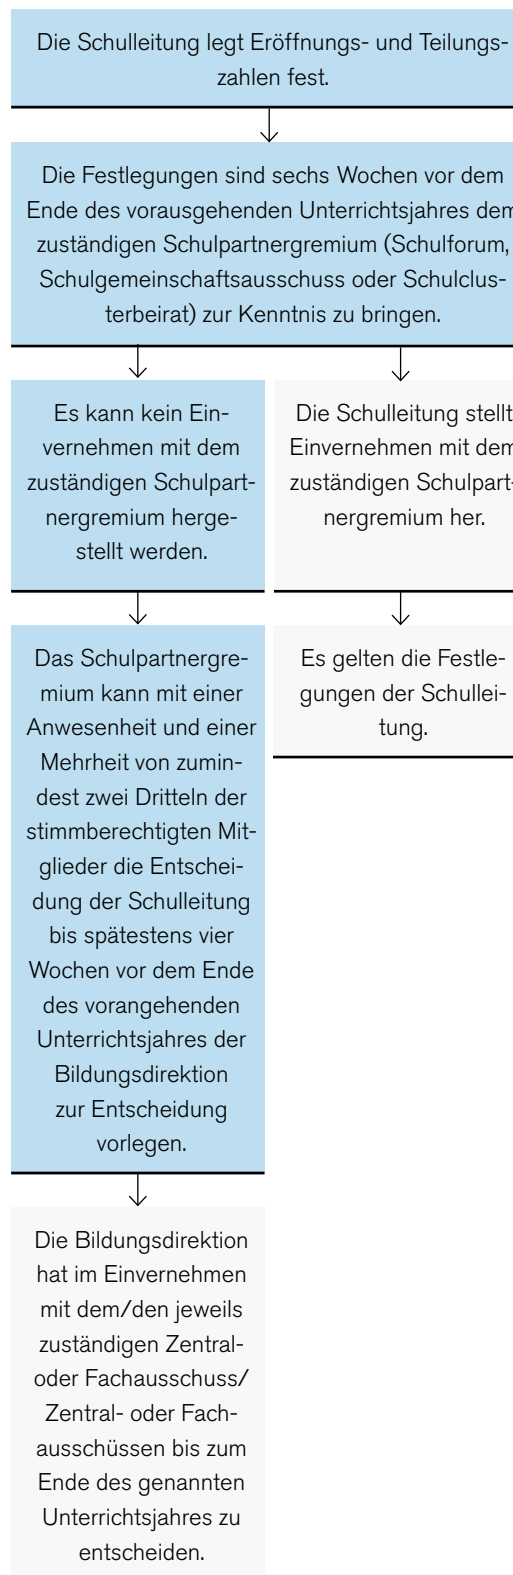 Die Schulleitung legt Eröffnungs- und Teilungs-
zahlen fest.
Die Festlegungen sind sechs Wochen vor dem
Ende des vorausgehenden Unterrichtsjahres dem
zuständigen Schulpartnergremium (Schulforum,
Schulgemeinschaftsausschuss oder Schulclus-
terbeirat) zur Kenntnis zu bringen.
Es kann kein Ein-
vernehmen mit dem
zuständigen Schulpart-
nergremium herge-
stellt werden.
Die Schulleitung stellt
Einvernehmen mit dem
zuständigen Schulpart-
nergremium her.
Das Schulpartnergre-
mium kann mit einer
Anwesenheit und einer
Mehrheit von zumin-
dest zwei Dritteln der
stimmberechtigten Mit-
glieder die Entschei-
dung der Schulleitung
bis spätestens vier
Wochen vor dem Ende
des vorangehenden
Unterrichtsjahres der
Bildungsdirektion
zur Entscheidung
vorlegen.
Es gelten die Festle-
gungen der Schullei-
tung.
Die Bildungsdirektion
hat im Einvernehmen
mit dem/den jeweils
zuständigen Zentral-
oder Fachausschuss/
Zentral- oder Fach-
ausschüssen bis zum
Ende des genannten
Unterrichtsjahres zu
entscheiden.